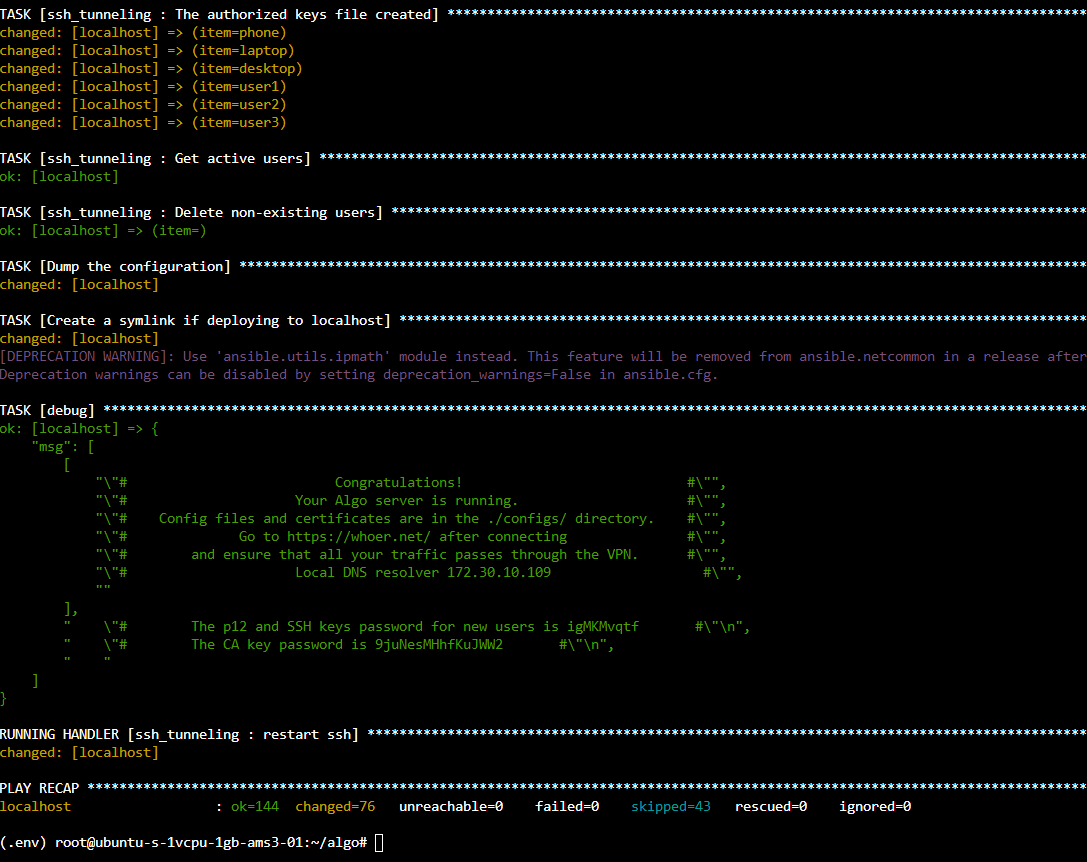 TASK [ssh_tunneling : The authorized keys file created] ********************************************************************************
changed: [localhost] => (item=phone)
changed: [localhost] => (item=laptop)
changed: [localhost] => (item=desktop)
changed: [localhost] => (item=user1)
changed: [localhost] => (item=user2)
changed: [localhost] => (item=user3)
TASK [ssh_tunneling : Get active users] ************************************************************************************************
ok: [localhost]
TASK [ssh_tunneling : Delete non-existing users] ***************************************************************************************
ok: [localhost] => (item=)
TASK [Dump the configuration] **********************************************************************************************************
changed: [localhost]
TASK [Create a symlink if deploying to localhost] **************************************************************************************
changed: [localhost]
[DEPRECATION WARNING]: Use 'ansible.utils.ipmath' module instead. This feature will be removed from ansible.netcommon in a release after
Deprecation warnings can be disabled by setting deprecation_warnings=False in ansible.cfg.
TASK [debug] ***************************************************************************************************************************
ok: [localhost] => {
    "msg": [
        [
            "\"#                          Congratulations!                            #\"",
            "\"#                     Your Algo server is running.                     #\"",
            "\"#    Config files and certificates are in the ./configs/ directory.    #\"",
            "\"#              Go to https://whoer.net/ after connecting               #\"",
            "\"#        and ensure that all your traffic passes through the VPN.      #\"",
            "\"#                     Local DNS resolver 172.30.10.109                   #\"",
            ""
        ],
        "    \"#        The p12 and SSH keys password for new users is igMKMvqtf       #\"\n",
        "    \"#        The CA key password is 9juNesMHhfKuJWW2       #\"\n",
        "    "
    ]
}
RUNNING HANDLER [ssh_tunneling : restart ssh] ******************************************************************************************
changed: [localhost]
PLAY RECAP *****************************************************************************************************************************
localhost                  : ok=144  changed=76   unreachable=0    failed=0    skipped=43   rescued=0    ignored=0
(.env) root@ubuntu-s-1vcpu-1gb-ams3-01:~/algo#